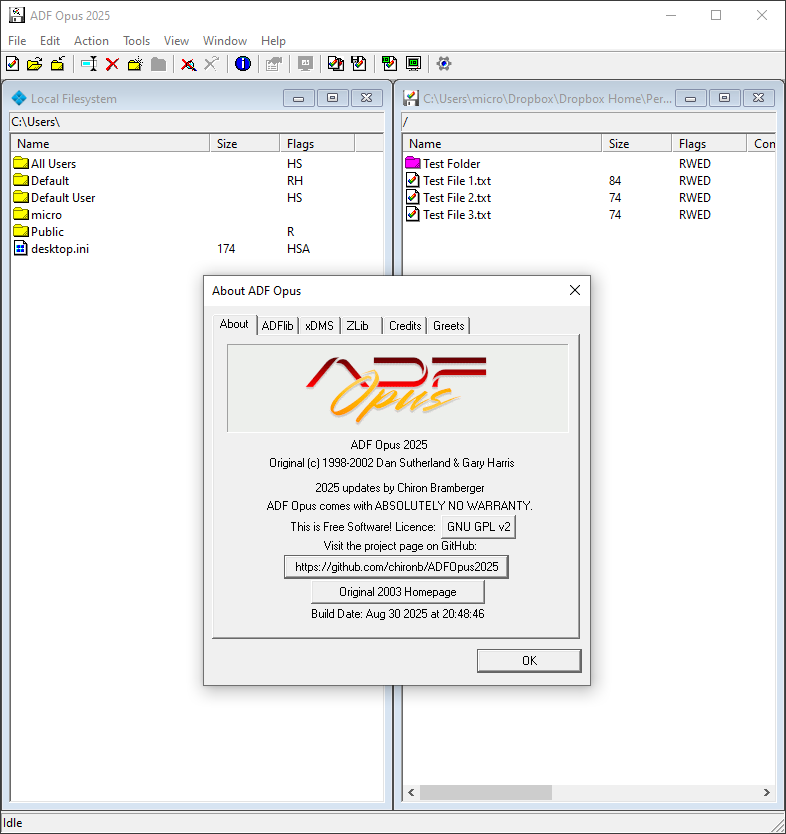 ADF Opus 2025
File Edit Action Tools View Window Help
Local Filesystem
C:\Users\
Name Size Flags
All Users HS
Default RH
Default User HS
micro
Public R
desktop.ini 174 HSA
C:\Users\micro\Dropbox\Dropbox Home\Per...
/
Name Size Flags Con
Test Folder RWED
Test File 1.txt 84 RWED
Test File 2.txt 74 RWED
Test File 3.txt 74 RWED
About ADF Opus
About ADFlib xDMS ZLib Credits Greets
ADF
Opus
ADF Opus 2025
Original (c) 1998-2002 Dan Sutherland & Gary Harris
2025 updates by Chiron Bramberger
ADF Opus comes with ABSOLUTELY NO WARRANTY.
This is Free Software! Licence: GNU GPL v2
Visit the project page on GitHub:
https://github.com/chironb/ADFOpus2025
Original 2003 Homepage
Build Date: Aug 30 2025 at 20:48:46
OK
Idle